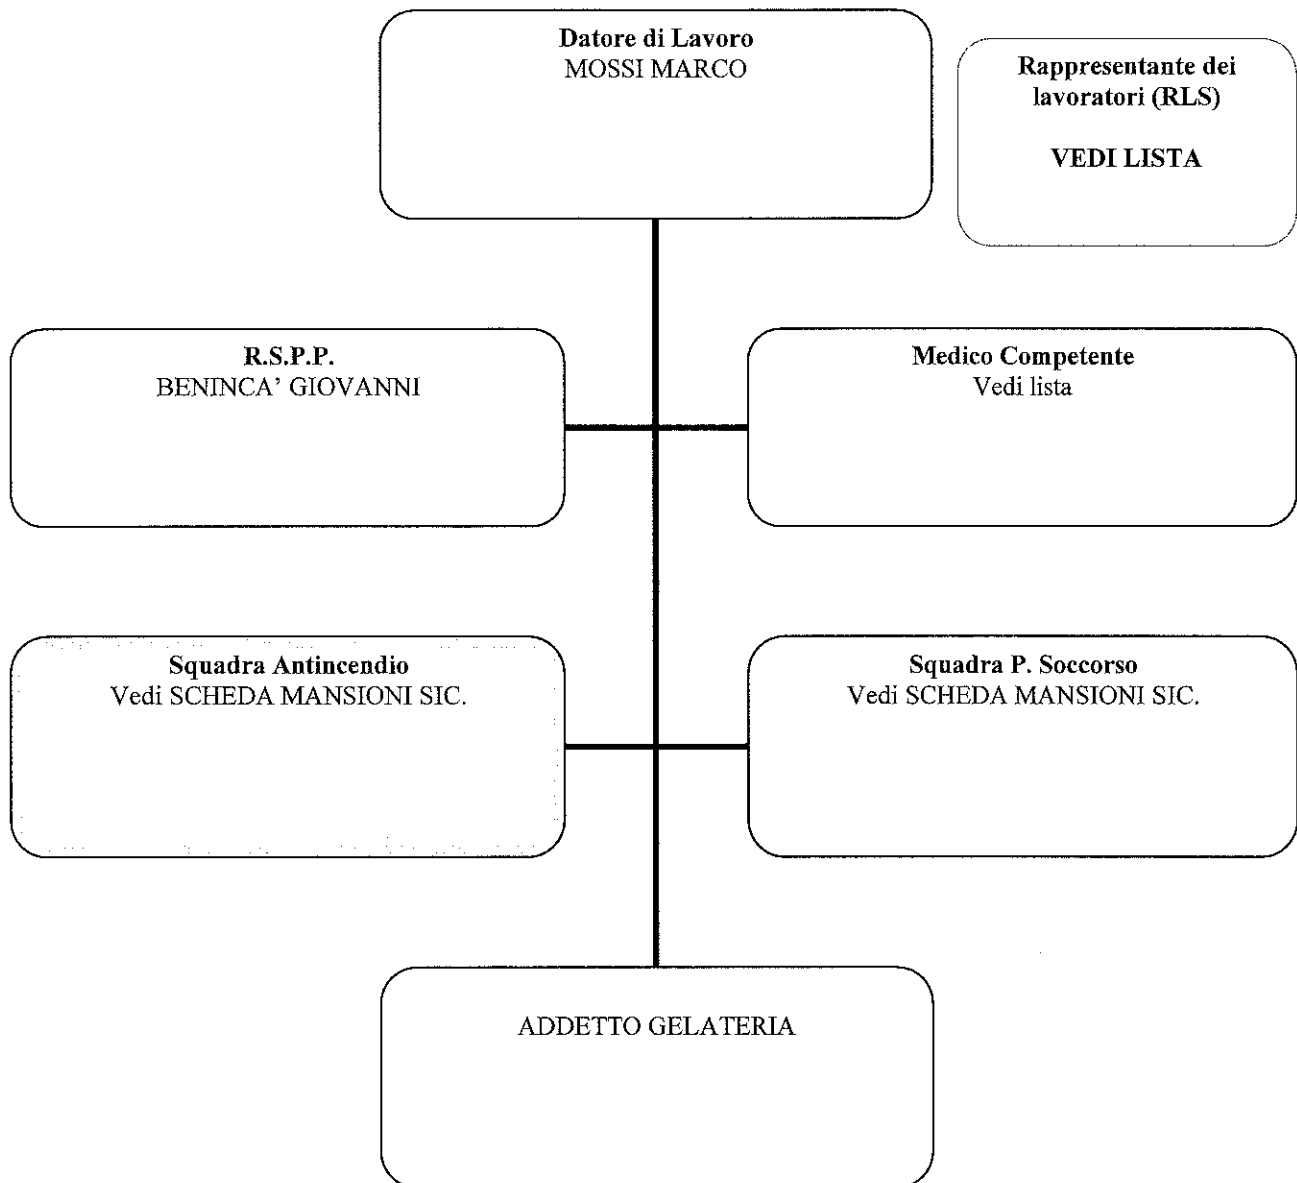 Datore di Lavoro
MOSSI MARCO
Rappresentante dei
lavoratori (RLS)
VEDI LISTA
R.S.P.P.
BENINCA’ GIOVANNI
Medico Competente
Vedi lista
Squadra Antincendio
Vedi SCHEDA MANSIONI SIC.
Squadra P. Soccorso
Vedi SCHEDA MANSIONI SIC.
ADDETTO GELATERIA